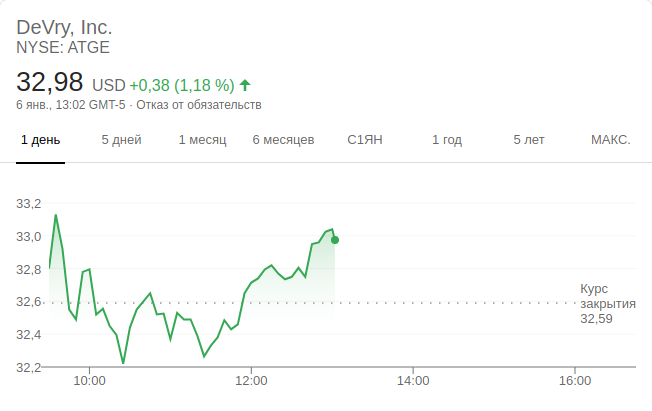 DeVry, Inc.
NYSE: ATGE
32,98 USD +0,38 (1,18 %)
6 янв., 13:02 GMT-5 · Отказ от обязательств
1 день 5 дней 1 месяц 6 месяцев С1ЯН 1 год 5 лет МАКС.
33,2
33,0
32,8
32,6
32,4
32,2
Курс
закрытия
32,59
10:00 12:00 14:00 16:00